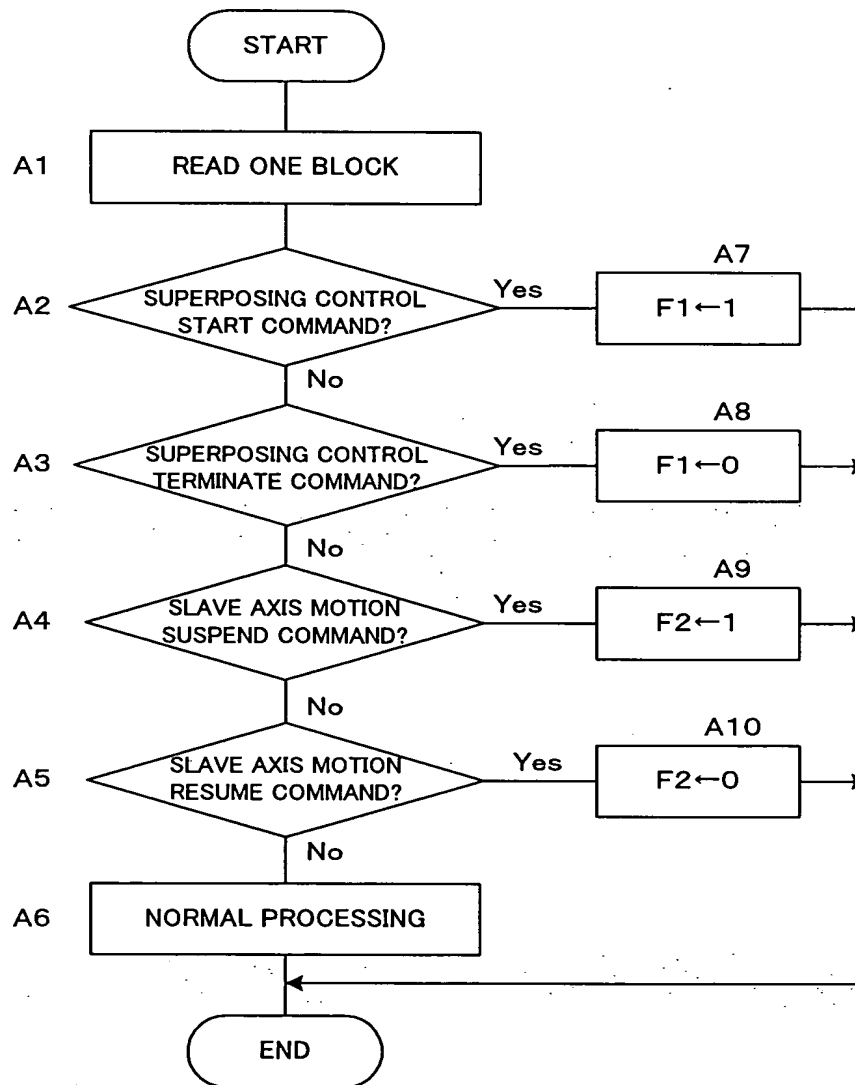 START
A1
READ ONE BLOCK
A2
SUPERPOSING CONTROL
START COMMAND?
Yes
A7
F1←1
No
A3
SUPERPOSING CONTROL
TERMINATE COMMAND?
Yes
A8
F1←0
No
A4
SLAVE AXIS MOTION
SUSPEND COMMAND?
Yes
A9
F2←1
No
A5
SLAVE AXIS MOTION
RESUME COMMAND?
Yes
A10
F2←0
No
A6
NORMAL PROCESSING
END